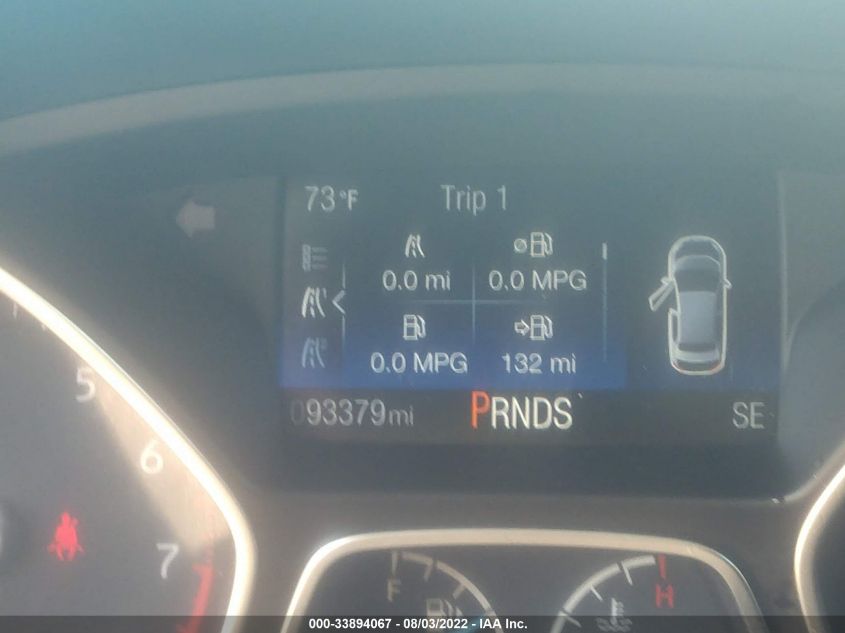 73°F Trip 1
0.0 mi 0.0 MPG
0.0 MPG 132 mi
093379mi PRNDS SE
5
6
7
F H
000-33894067 - 08/03/2022 - IAA Inc.